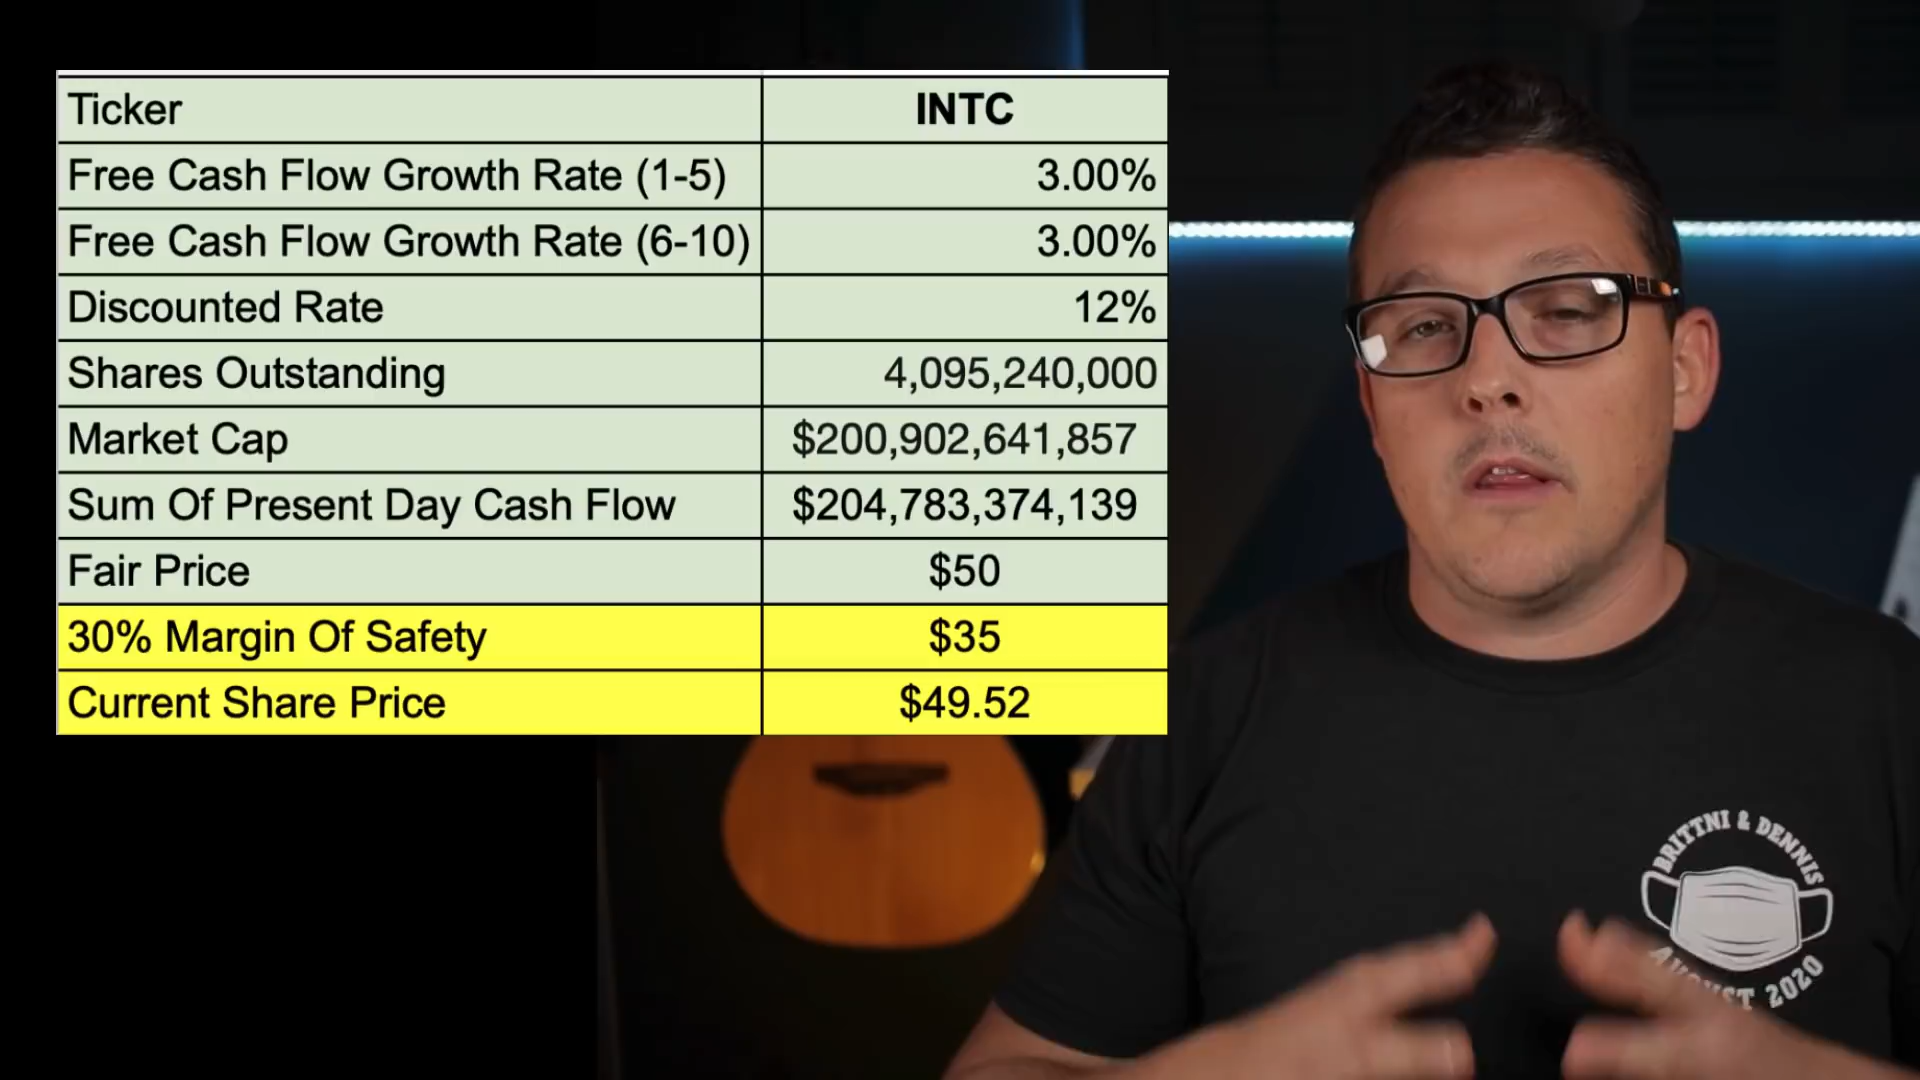 Ticker INTC
Free Cash Flow Growth Rate (1-5) 3.00%
Free Cash Flow Growth Rate (6-10) 3.00%
Discounted Rate 12%
Shares Outstanding 4,095,240,000
Market Cap $200,902,641,857
Sum Of Present Day Cash Flow $204,783,374,139
Fair Price $50
30% Margin Of Safety $35
Current Share Price $49.52
BRITTNI & DENNIS
AUGUST 2020